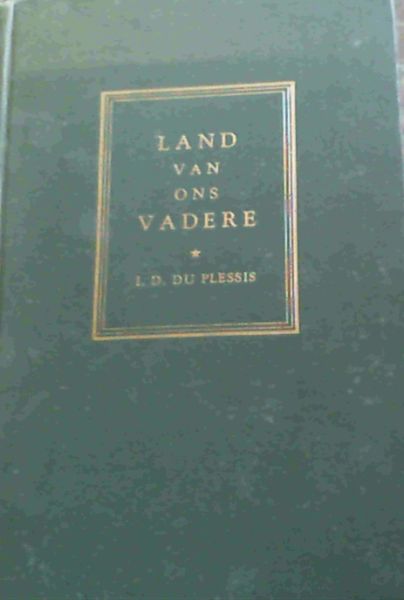 LAND
VAN
ONS
VADERE
I. D. DU PLESSIS